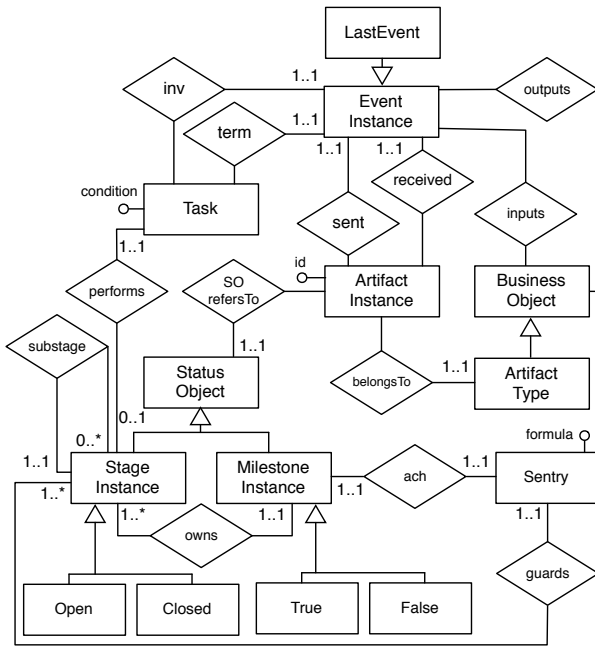 LastEvent
inv
1..1
Event
Instance
outputs
term
1..1
1..1
1..1
received
condition
Task
sent
inputs
1..1
id
SO
refersTo
Artifact
Instance
Business
Object
performs
substage
1..1
Status
Object
belongsTo
1..1
Artifact
Type
0..1
formula
0..*
1..1
Stage
Instance
Milestone
Instance
ach
1..1
Sentry
1..*
1..1
1..*
1..1
1..1
owns
guards
Open
Closed
True
False